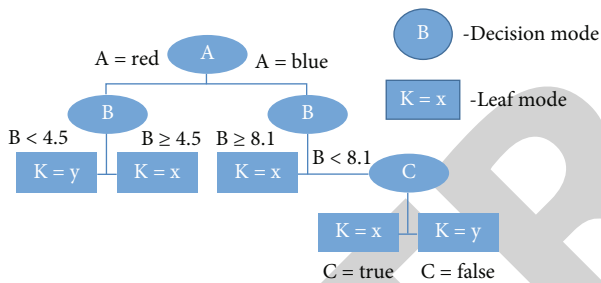 A
A = red
A = blue
B
-Decision mode
B
B
K = x
-Leaf mode
B < 4.5
B ≥ 4.5
B ≥ 8.1
B < 8.1
K = y
K = x
K = x
C
K = x
K = y
C = true
C = false